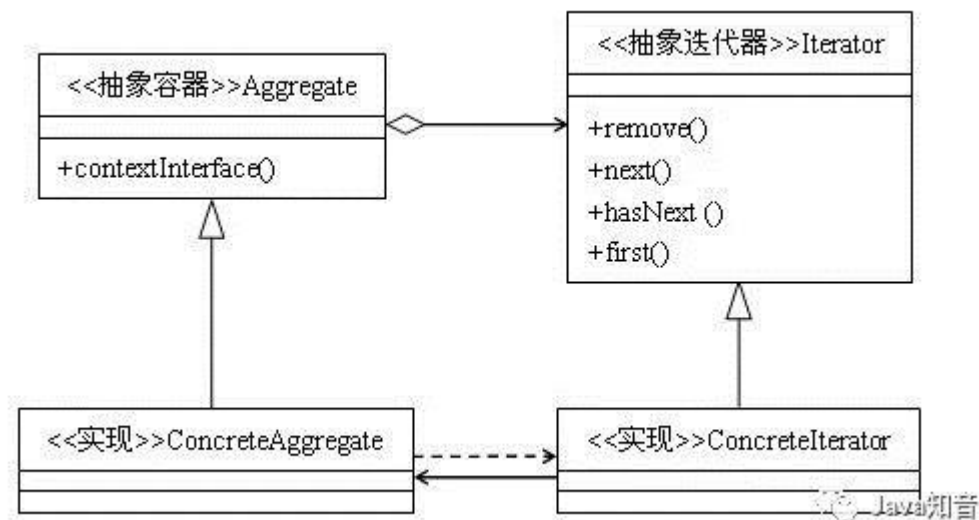 <<抽象容器>>Aggregate
+contextInterface()
<<抽象迭代器>>Iterator
+remove()
+next()
+hasNext ()
+first()
<<实现>>ConcreteAggregate
<<实现>>ConcreteIterator
Java知音